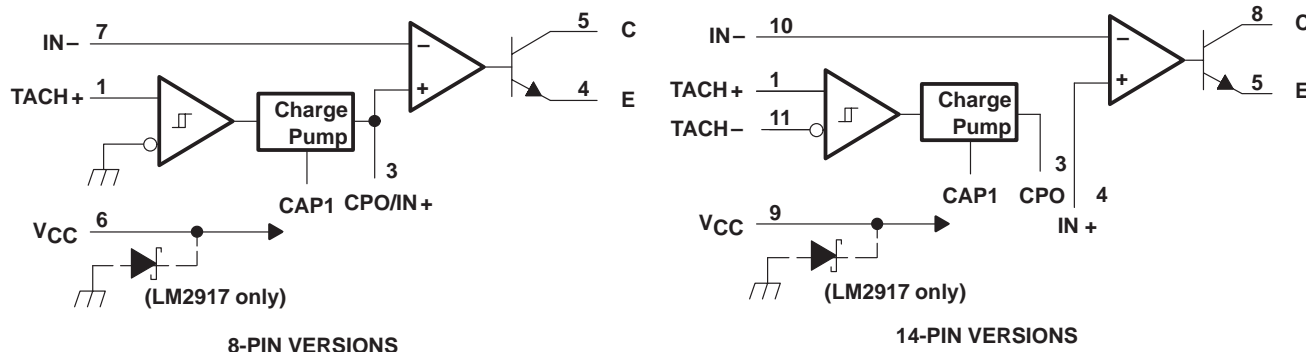 IN– 7
5 C
TACH+ 1
– +
4 E
Charge
Pump
3
CAP1 CPO/IN +
VCC 6
(LM2917 only)
8-PIN VERSIONS
IN– 10
8 C
TACH+ 1
– +
5 E
TACH– 11
Charge
Pump
3
4
CAP1 CPO
IN +
VCC 9
(LM2917 only)
14-PIN VERSIONS